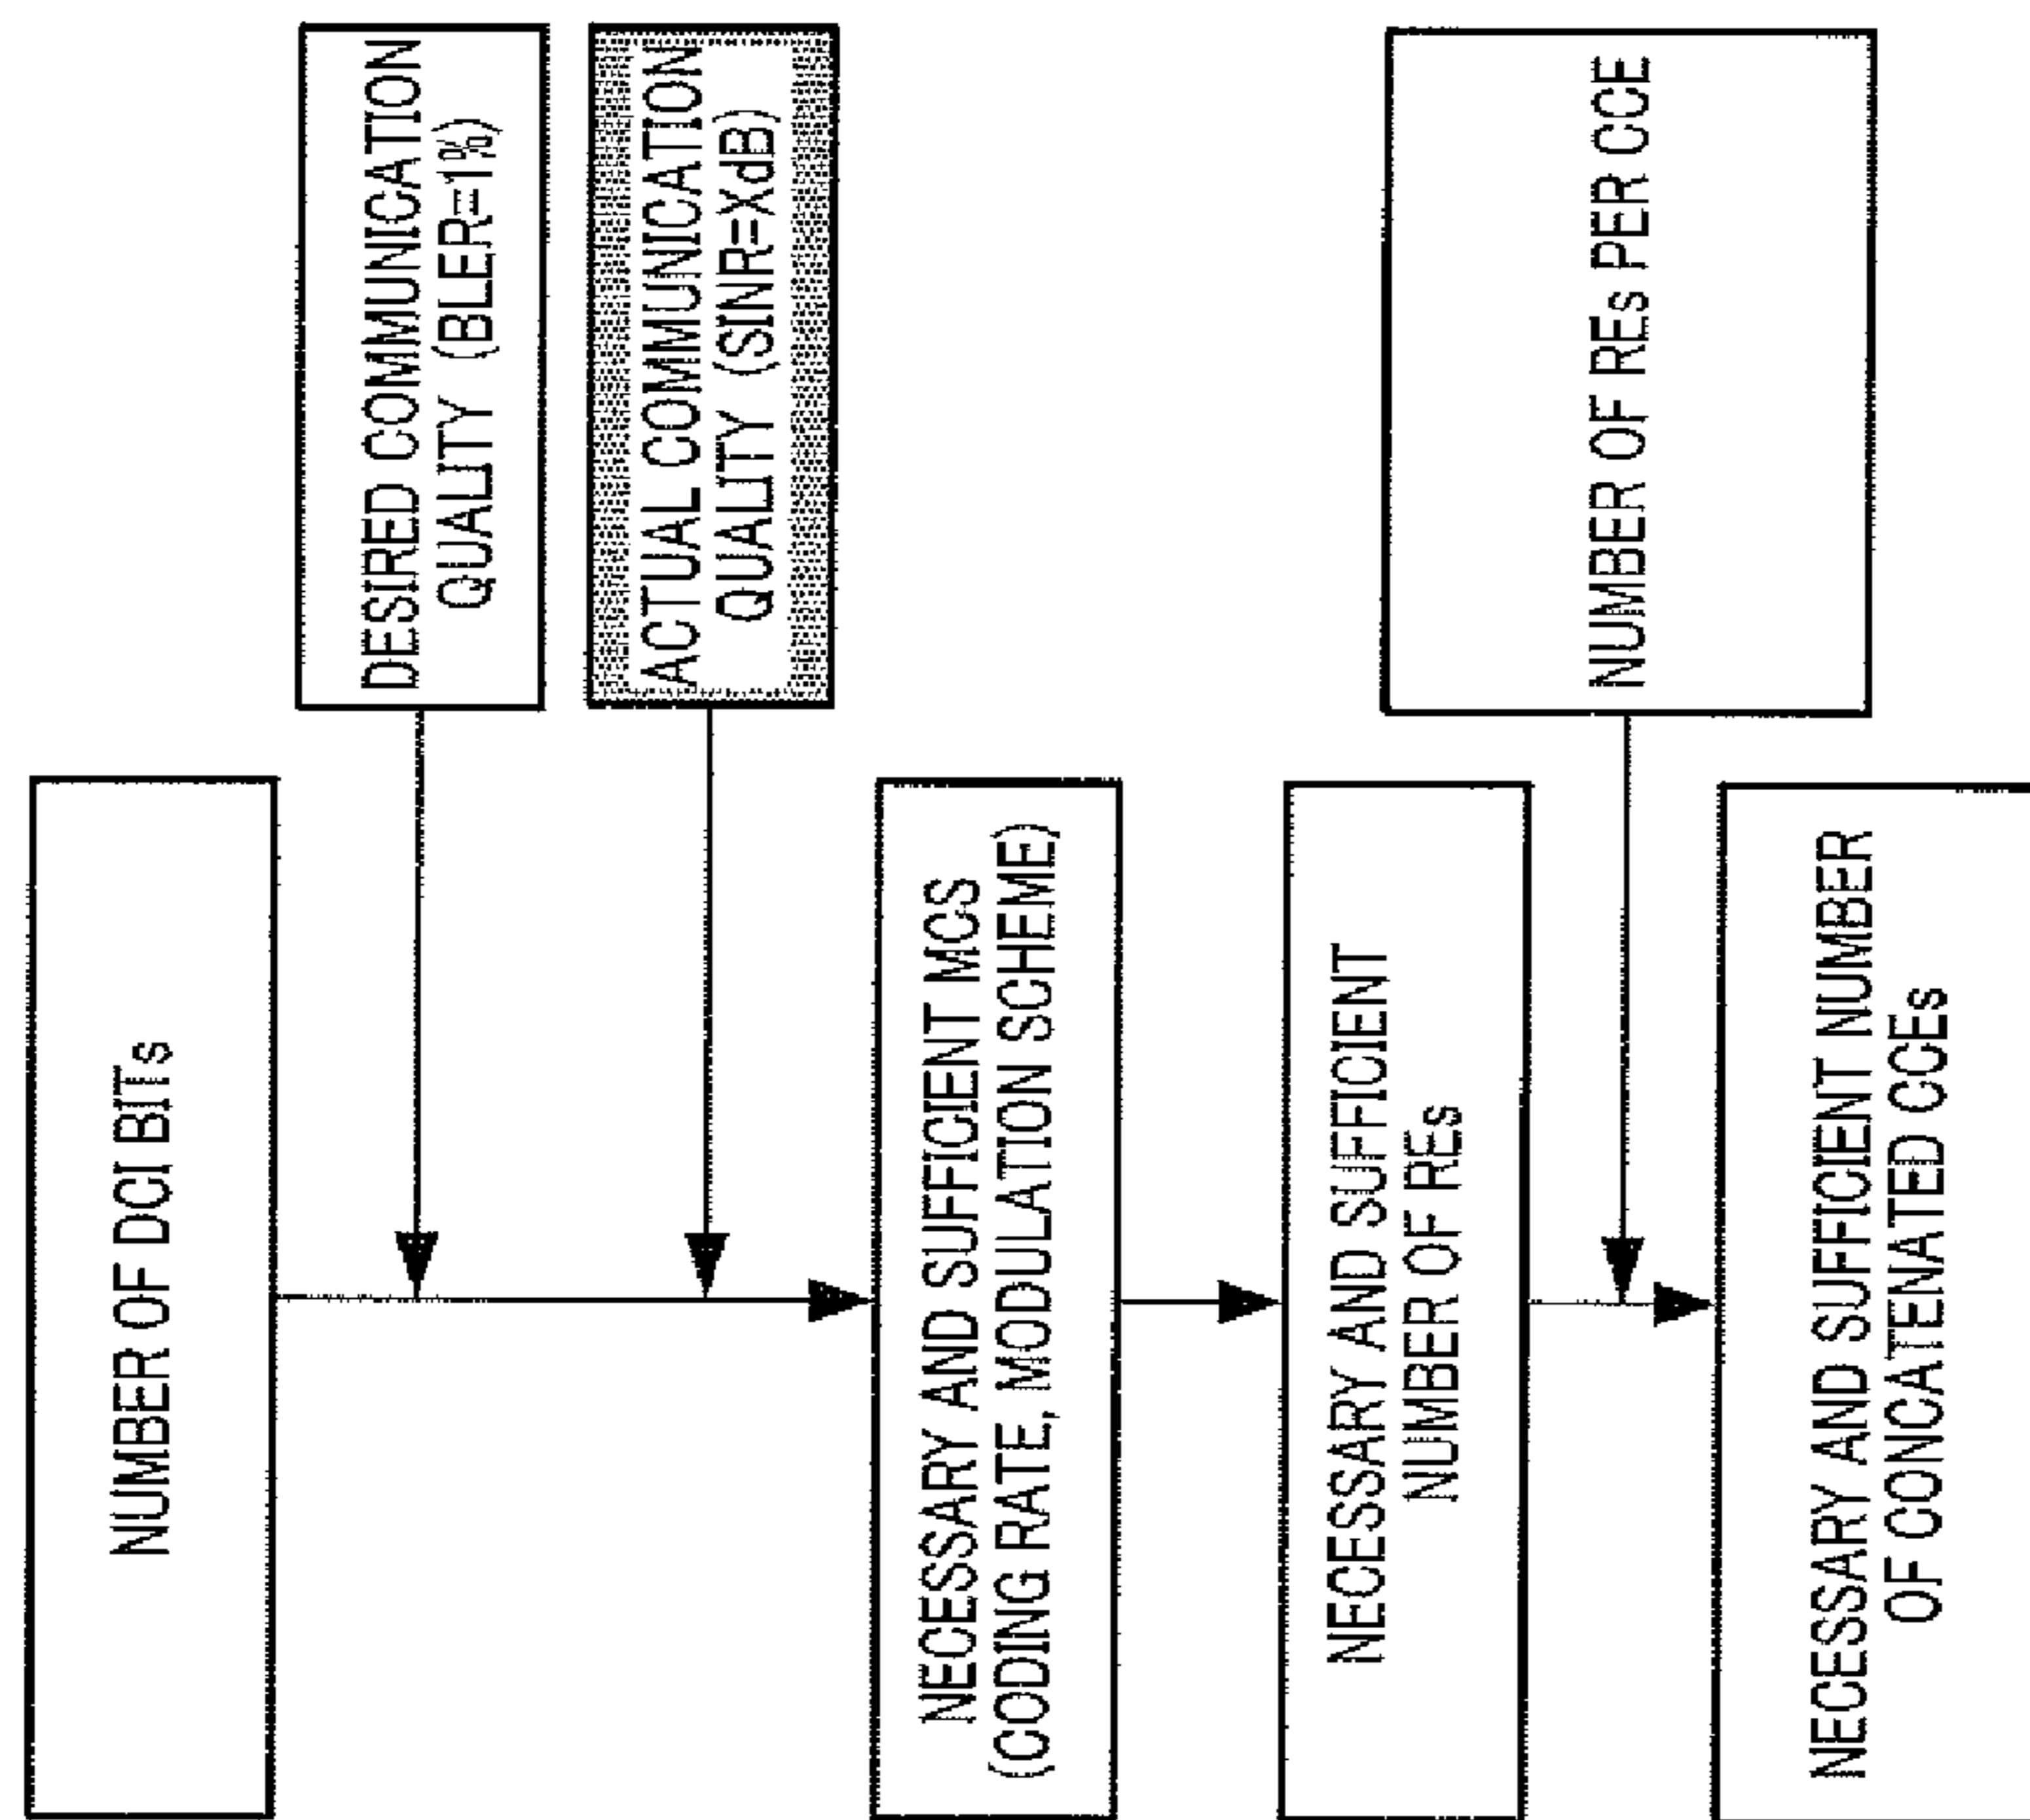 NUMBER OF DCI BITs
DESIRED COMMUNICATION
QUALITY (BLER=1%)
ACTUAL COMMUNICATION
QUALITY (SINR=XdB)
NECESSARY AND SUFFICIENT MCS
(CODING RATE, MODULATION SCHEME)
NECESSARY AND SUFFICIENT
NUMBER OF REs
NUMBER OF REs PER CCE
NECESSARY AND SUFFICIENT NUMBER
OF CONCATENATED CCEs